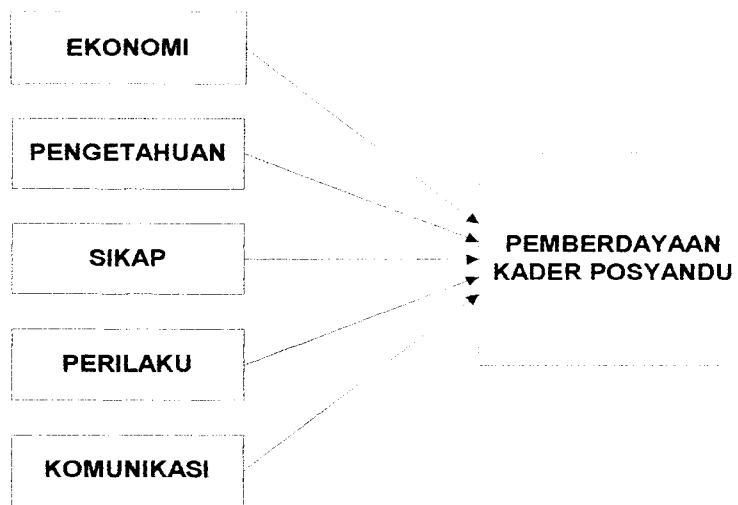 EKONOMI
PENGETAHUAN
SIKAP
PERILAKU
KOMUNIKASI
PEMBERDAYAAN
KADER POSYANDU